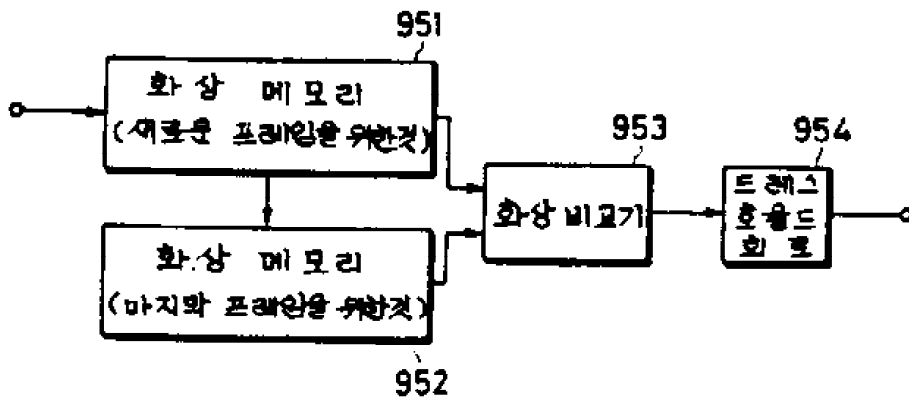 951
화상 메모리
(새로운 프레임을 위한것)
953
954
화상비교기
드레스
호울드
회로
화상 메모리
(마지막 프레임을 위한것)
952